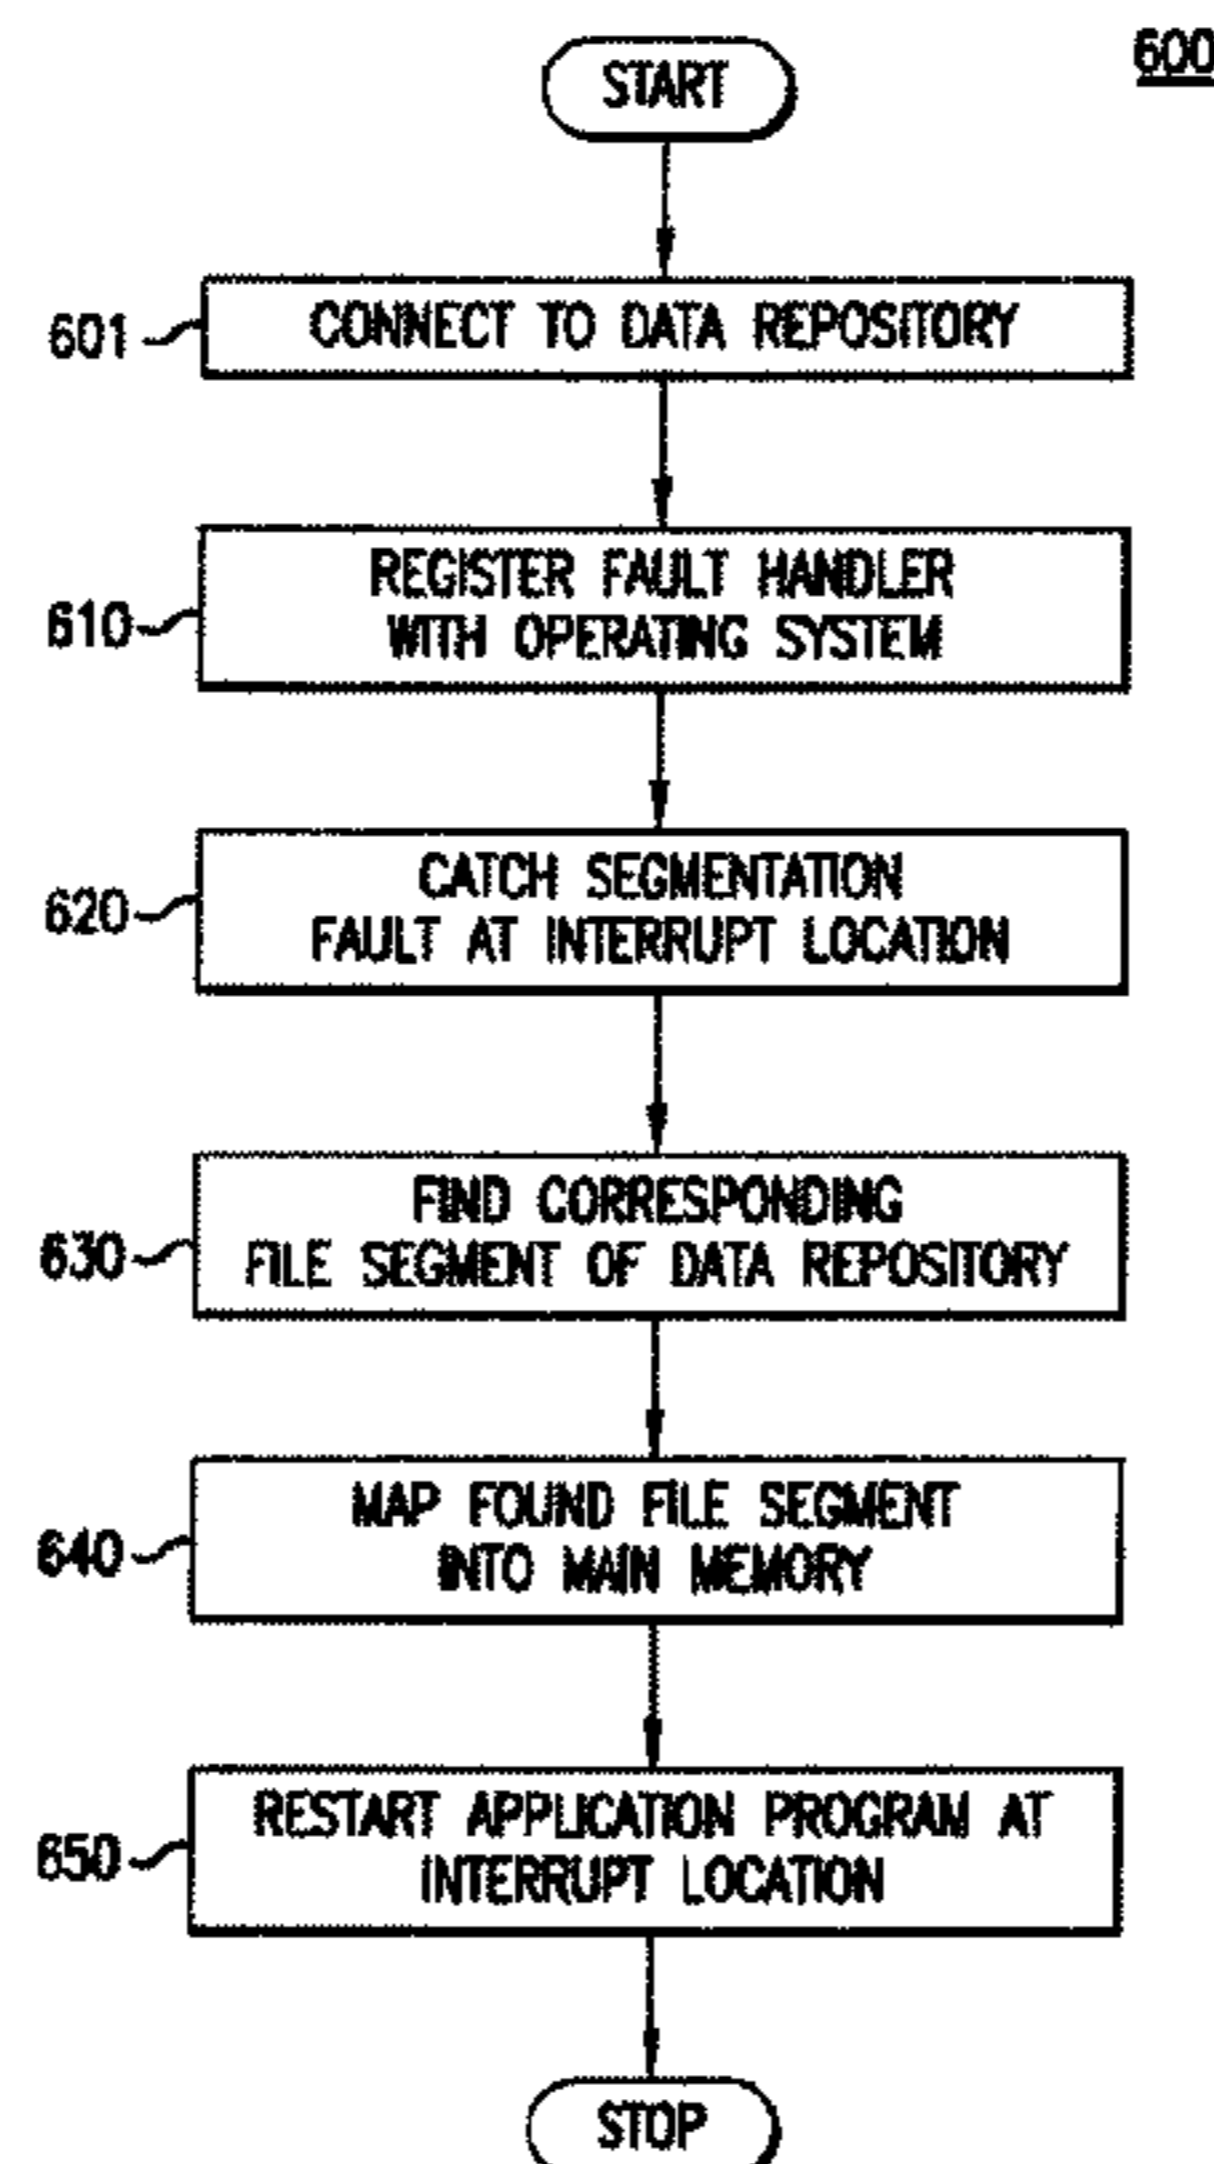 600
START
601
CONNECT TO DATA REPOSITORY
610
REGISTER FAULT HANDLER
WITH OPERATING SYSTEM
620
CATCH SEGMENTATION
FAULT AT INTERRUPT LOCATION
630
FIND CORRESPONDING
FILE SEGMENT OF DATA REPOSITORY
640
MAP FOUND FILE SEGMENT
INTO MAIN MEMORY
650
RESTART APPLICATION PROGRAM AT
INTERRUPT LOCATION
STOP